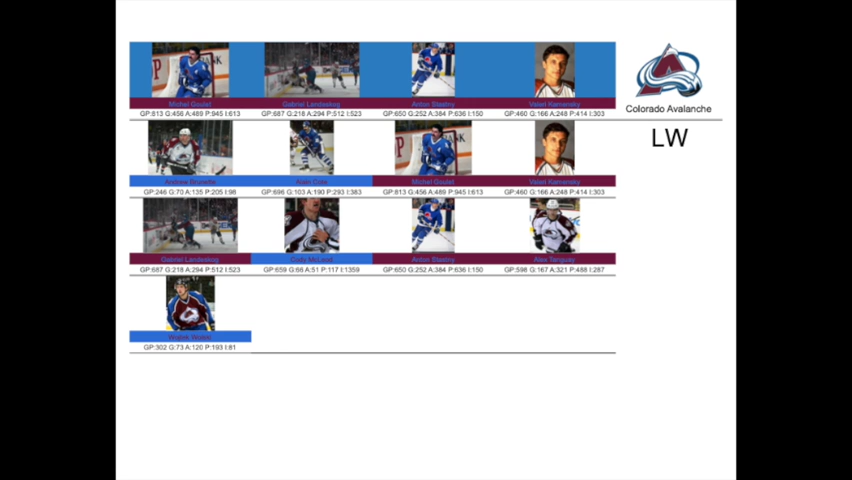 Michel Goulet Gabriel Landeskog Anton Stastny Valeri Kamensky
GP:813 G:456 A:489 P:945 I:613 GP:687 G:218 A:294 P:512 I:523 GP:650 G:252 A:384 P:636 I:150 GP:460 G:166 A:248 P:414 I:303
Colorado Avalanche
LW
Andrew Brunette Alain Cote Michel Goulet Valeri Kamensky
GP:246 G:70 A:135 P:205 I:98 GP:696 G:103 A:190 P:293 I:383 GP:813 G:456 A:489 P:945 I:613 GP:460 G:166 A:248 P:414 I:303
Gabriel Landeskog Cody McLeod Anton Stastny Alex Tanguay
GP:687 G:218 A:294 P:512 I:523 GP:659 G:66 A:51 P:117 I:1359 GP:650 G:252 A:384 P:636 I:150 GP:598 G:167 A:321 P:488 I:287
Wojtek Wolski
GP:302 G:73 A:120 P:193 I:81